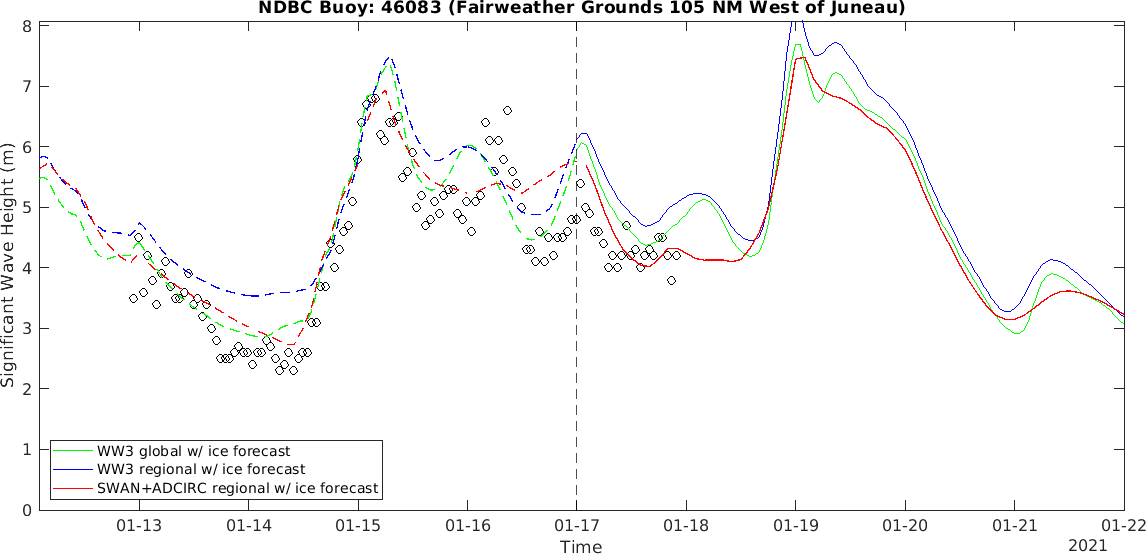 NDBC Buoy: 46083 (Fairweather Grounds 105 NM West of Juneau)
Significant Wave Height (m)
8
7
6
5
4
3
2
1
0
WW3 global w/ ice forecast
WW3 regional w/ ice forecast
SWAN+ADCIRC regional w/ ice forecast
01-13 01-14 01-15 01-16 01-17 01-18 01-19 01-20 01-21 01-22
Time
2021